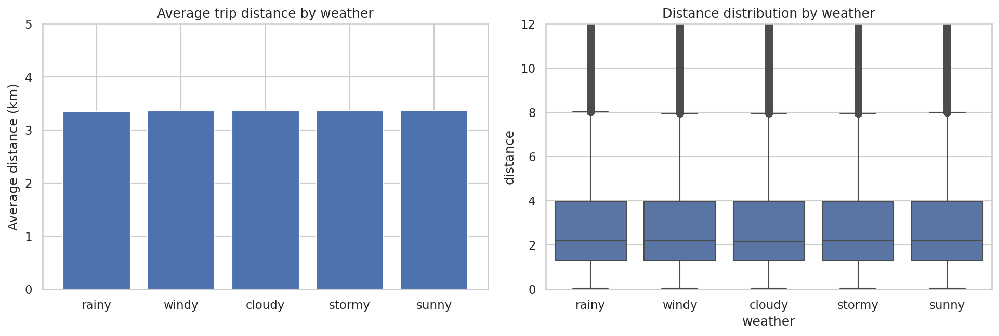 Average trip distance by weather
Average distance (km)
5
4
3
2
1
0
rainy windy cloudy stormy sunny
Distance distribution by weather
distance
12
10
8
6
4
2
0
rainy windy cloudy stormy sunny
weather